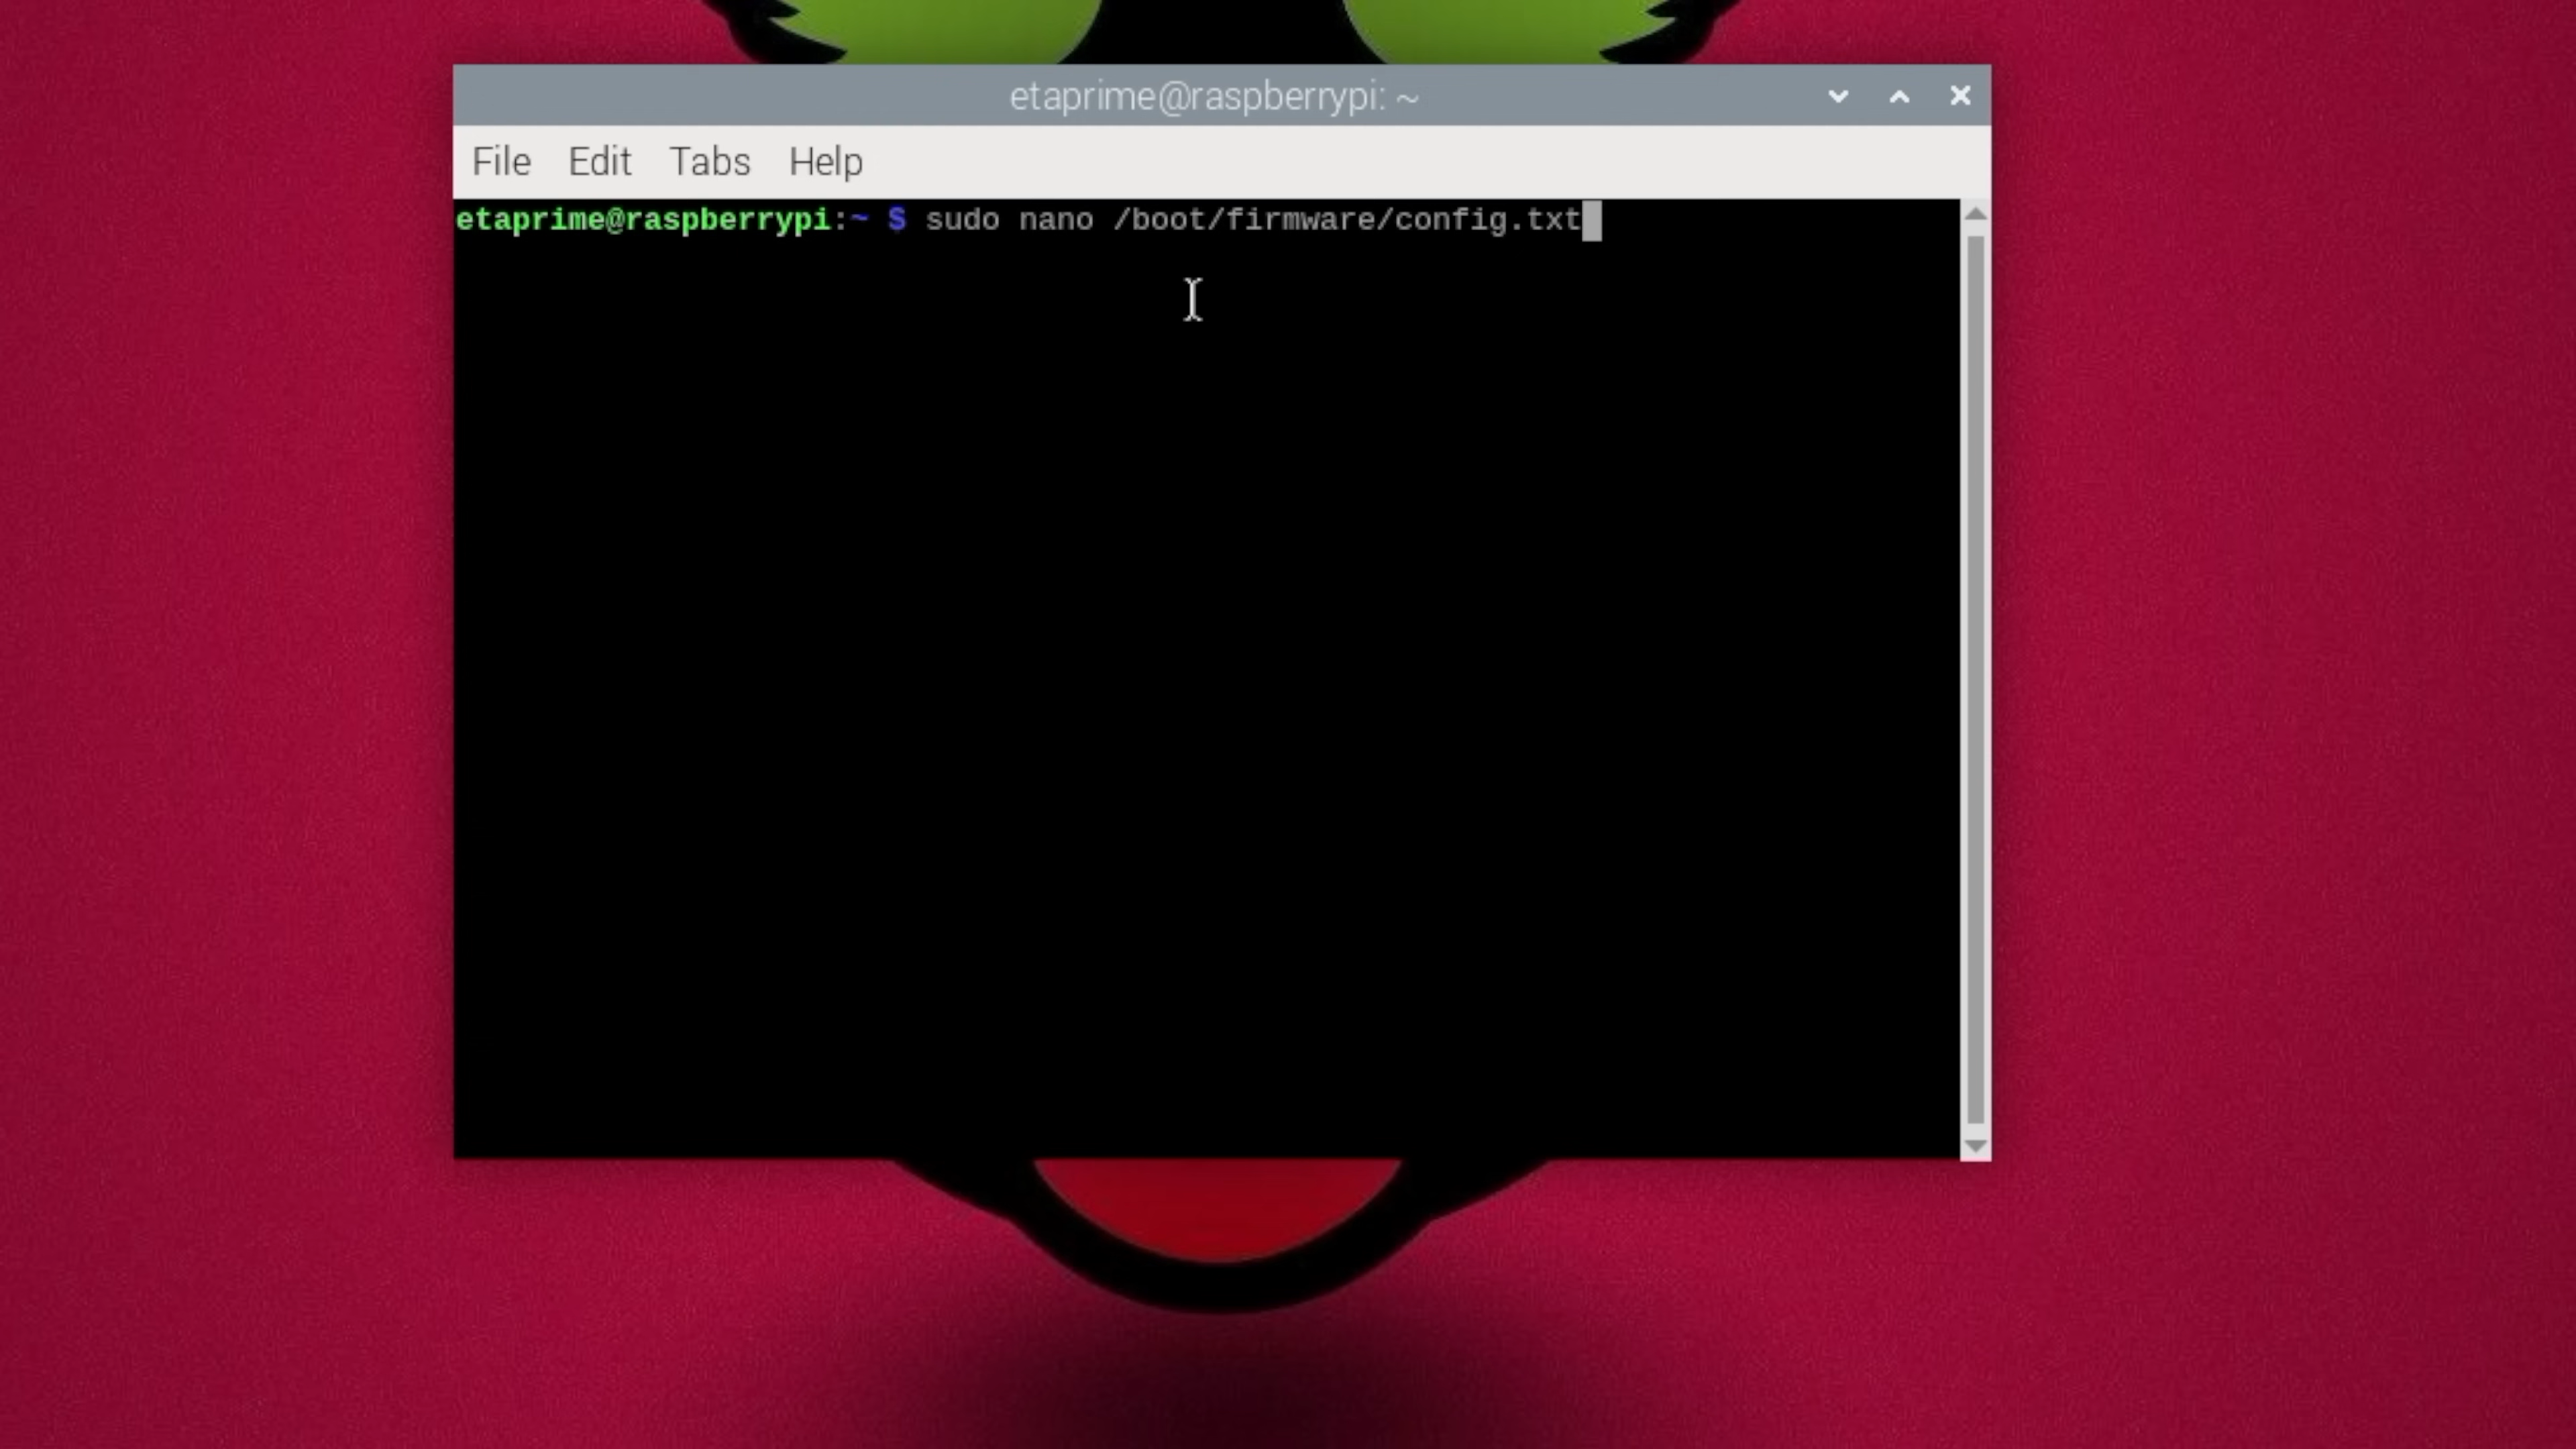 etaprime@raspberrypi: ~
File Edit Tabs Help
etaprime@raspberrypi:~ $ sudo nano /boot/firmware/config.txt